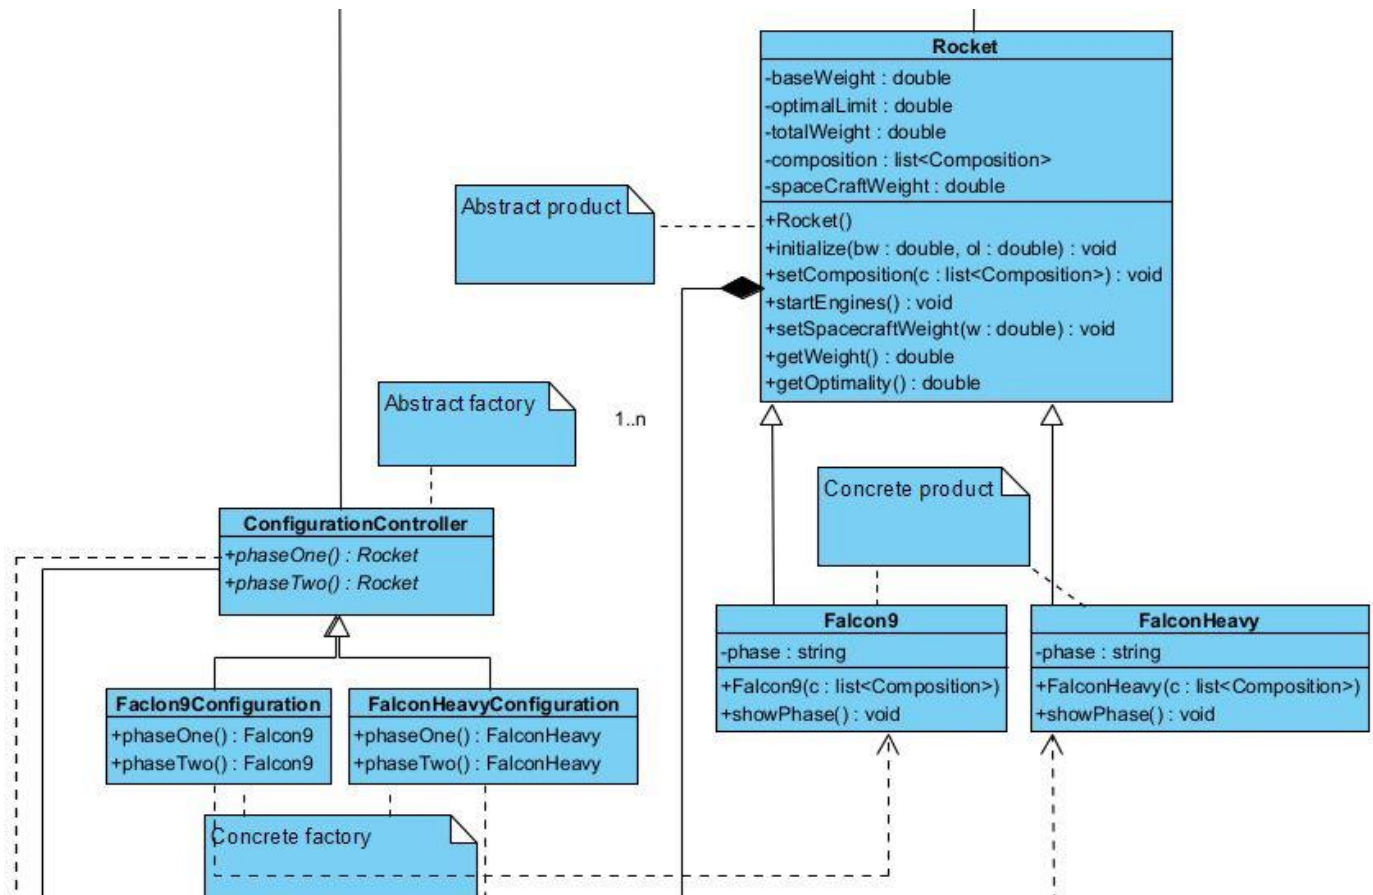 Rocket
-baseWeight : double
-optimalLimit : double
-totalWeight : double
-composition : list<Composition>
-spaceCraftWeight : double
+Rocket()
+initialize(bw : double, ol : double) : void
+setComposition(c : list<Composition>) : void
+startEngines() : void
+setSpacecraftWeight(w : double) : void
+getWeight() : double
+getOptimality() : double
Abstract product
Abstract factory
1..n
Concrete product
ConfigurationController
+phaseOne() : Rocket
+phaseTwo() : Rocket
Faclon9Configuration
+phaseOne() : Falcon9
+phaseTwo() : Falcon9
FalconHeavyConfiguration
+phaseOne() : FalconHeavy
+phaseTwo() : FalconHeavy
Falcon9
-phase : string
+Falcon9(c : list<Composition>)
+showPhase() : void
FalconHeavy
-phase : string
+FalconHeavy(c : list<Composition>)
+showPhase() : void
Concrete factory